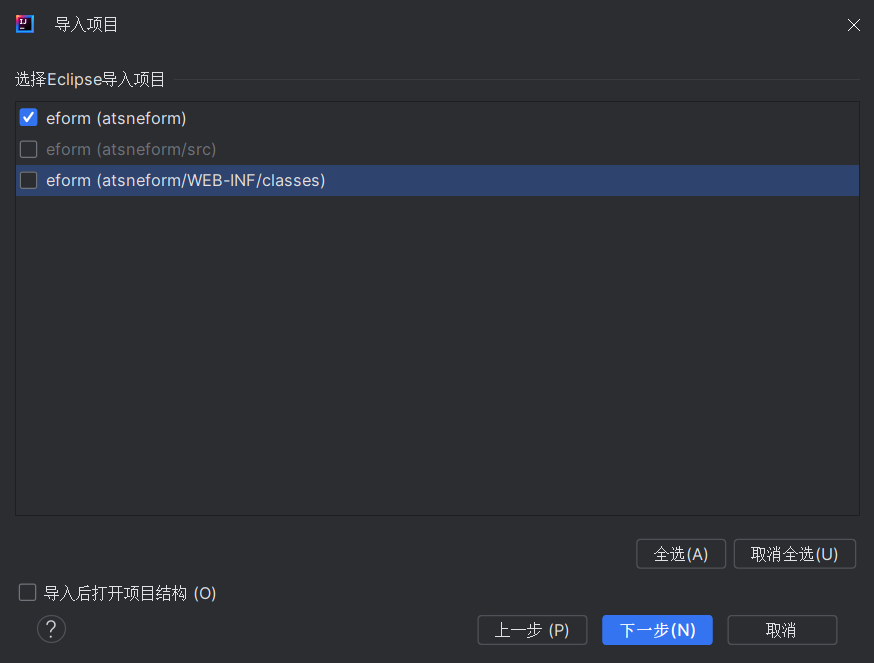 导入项目
选择Eclipse导入项目
eform (atsneform)
eform (atsneform/src)
eform (atsneform/WEB-INF/classes)
全选(A) 取消全选(U)
导入后打开项目结构 (O)
? 上一步 (P) 下一步(N) 取消